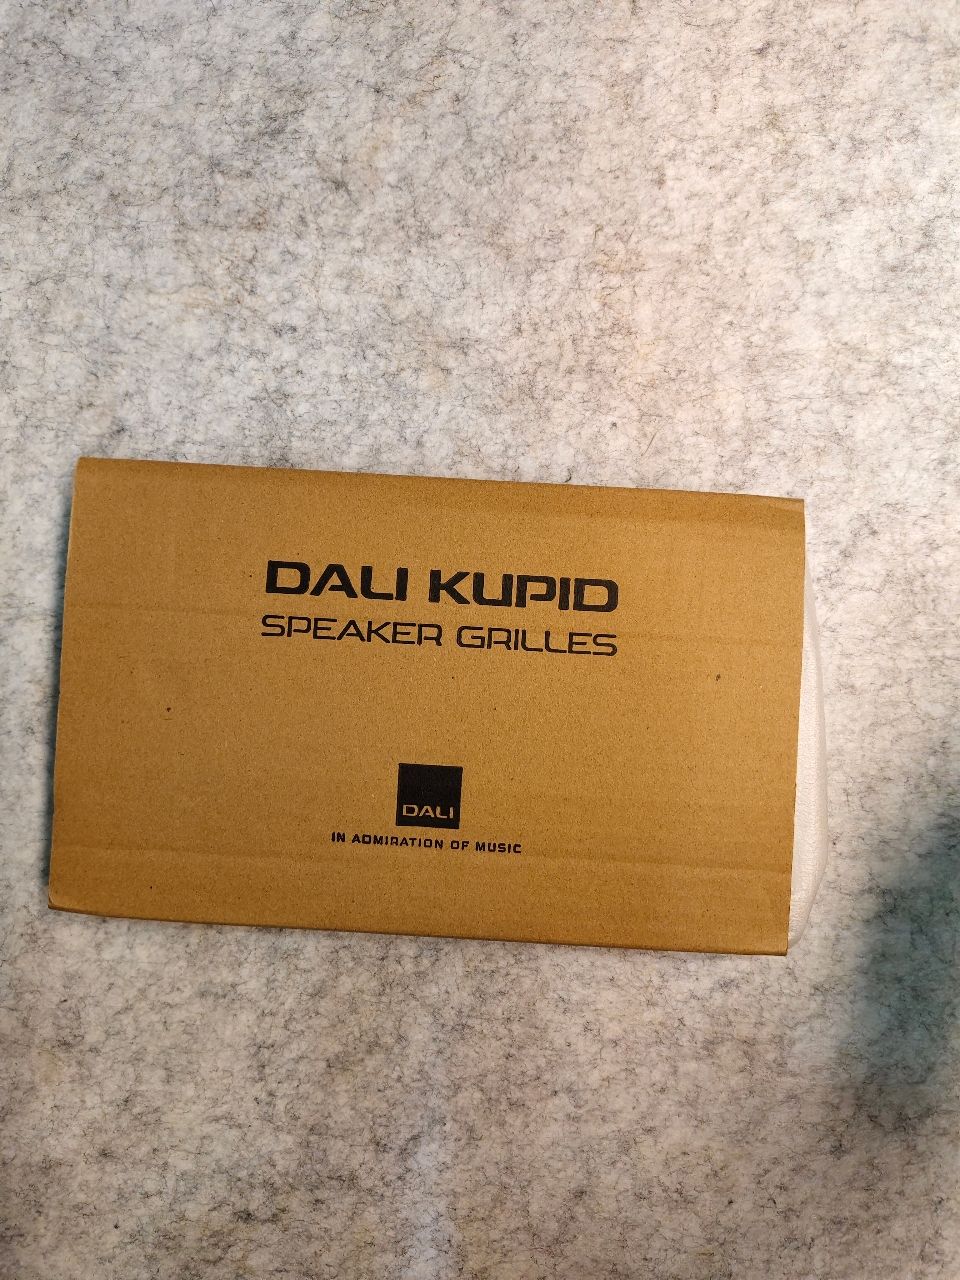 DALI KUPID
SPEAKER GRILLES
DALI
IN ADMIRATION OF MUSIC